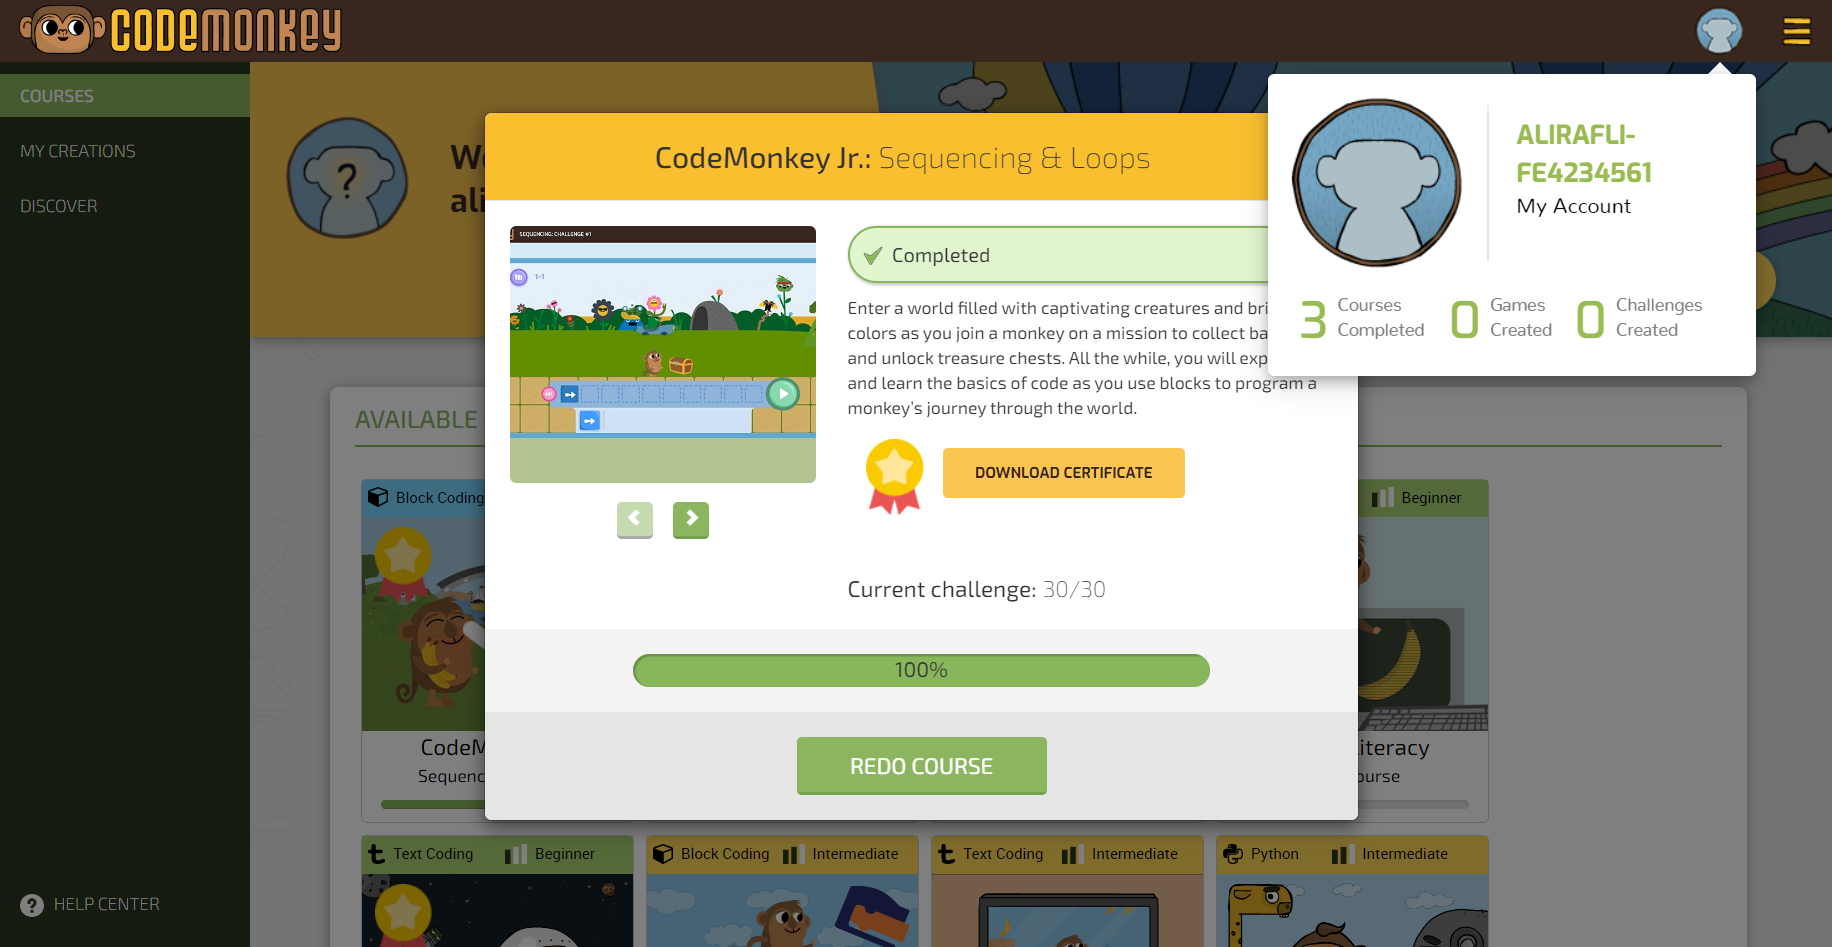 CODEMONKEY
COURSES
MY CREATIONS
DISCOVER
HELP CENTER
ali
CodeMonkey Jr.: Sequencing & Loops
SEQUENCING: CHALLENGE #1
1-1
Completed
Enter a world filled with captivating creatures and bri
colors as you join a monkey on a mission to collect ba
and unlock treasure chests. All the while, you will exp
and learn the basics of code as you use blocks to program a
monkey's journey through the world.
DOWNLOAD CERTIFICATE
Current challenge: 30/30
100%
REDO COURSE
ALIRAFLI-
FE4234561
My Account
3 Courses Completed
0 Games Created
0 Challenges Created
AVAILABLE
Block Coding
Beginner
CodeM
Sequenc
iteracy
ourse
Text Coding Beginner
Block Coding Intermediate
Text Coding Intermediate
Python Intermediate